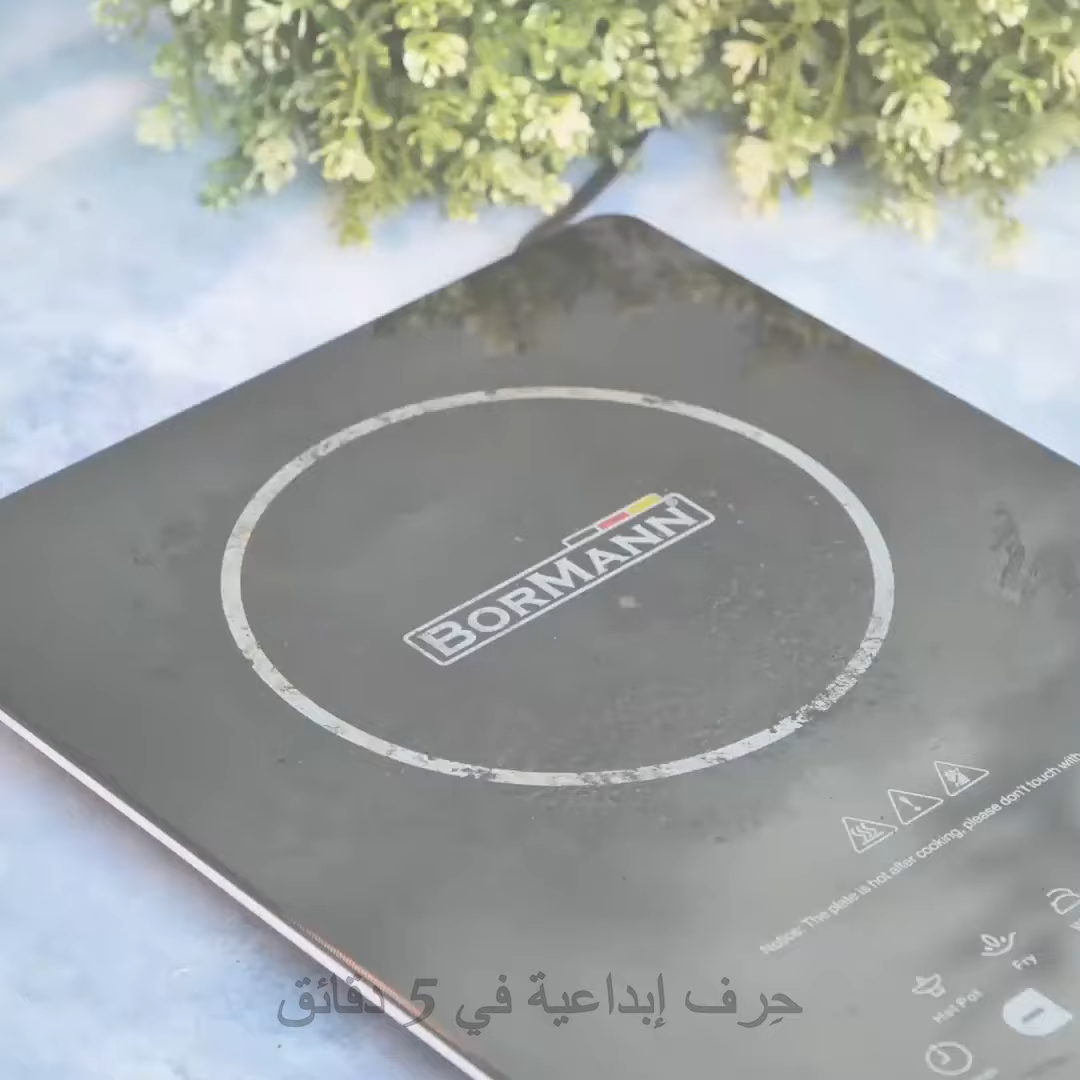 BORMANN
Notice: The plate is hot after cooking, please don't touch with
Fry
Hot Pot
حِرف إبداعية في 5 دقائق